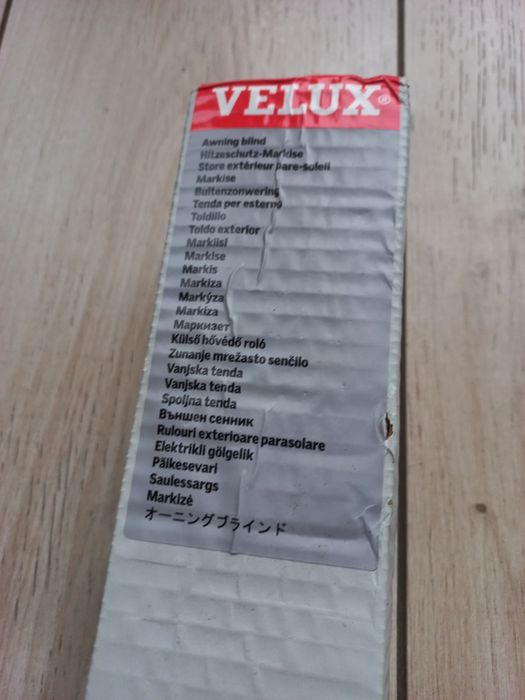 VELUX®
Awning blind
Hitzeschutz-Markise
Store extérieur pare-soleil
Markise
Buitenzonwering
Tenda per esterno
Toldillo
Toldo exterior
Markiisi
Markise
Markis
Markiza
Markýza
Markíza
Маркизет
Külső hővédő roló
Zunanje mrežasto senčilo
Vanjska tenda
Vanjska tenda
Spoljna tenda
Външен сенник
Rulouri exterioare parasolare
Elektrikli gölgelik
Päikesevari
Saulessargs
Markizė
オーニングブラインド